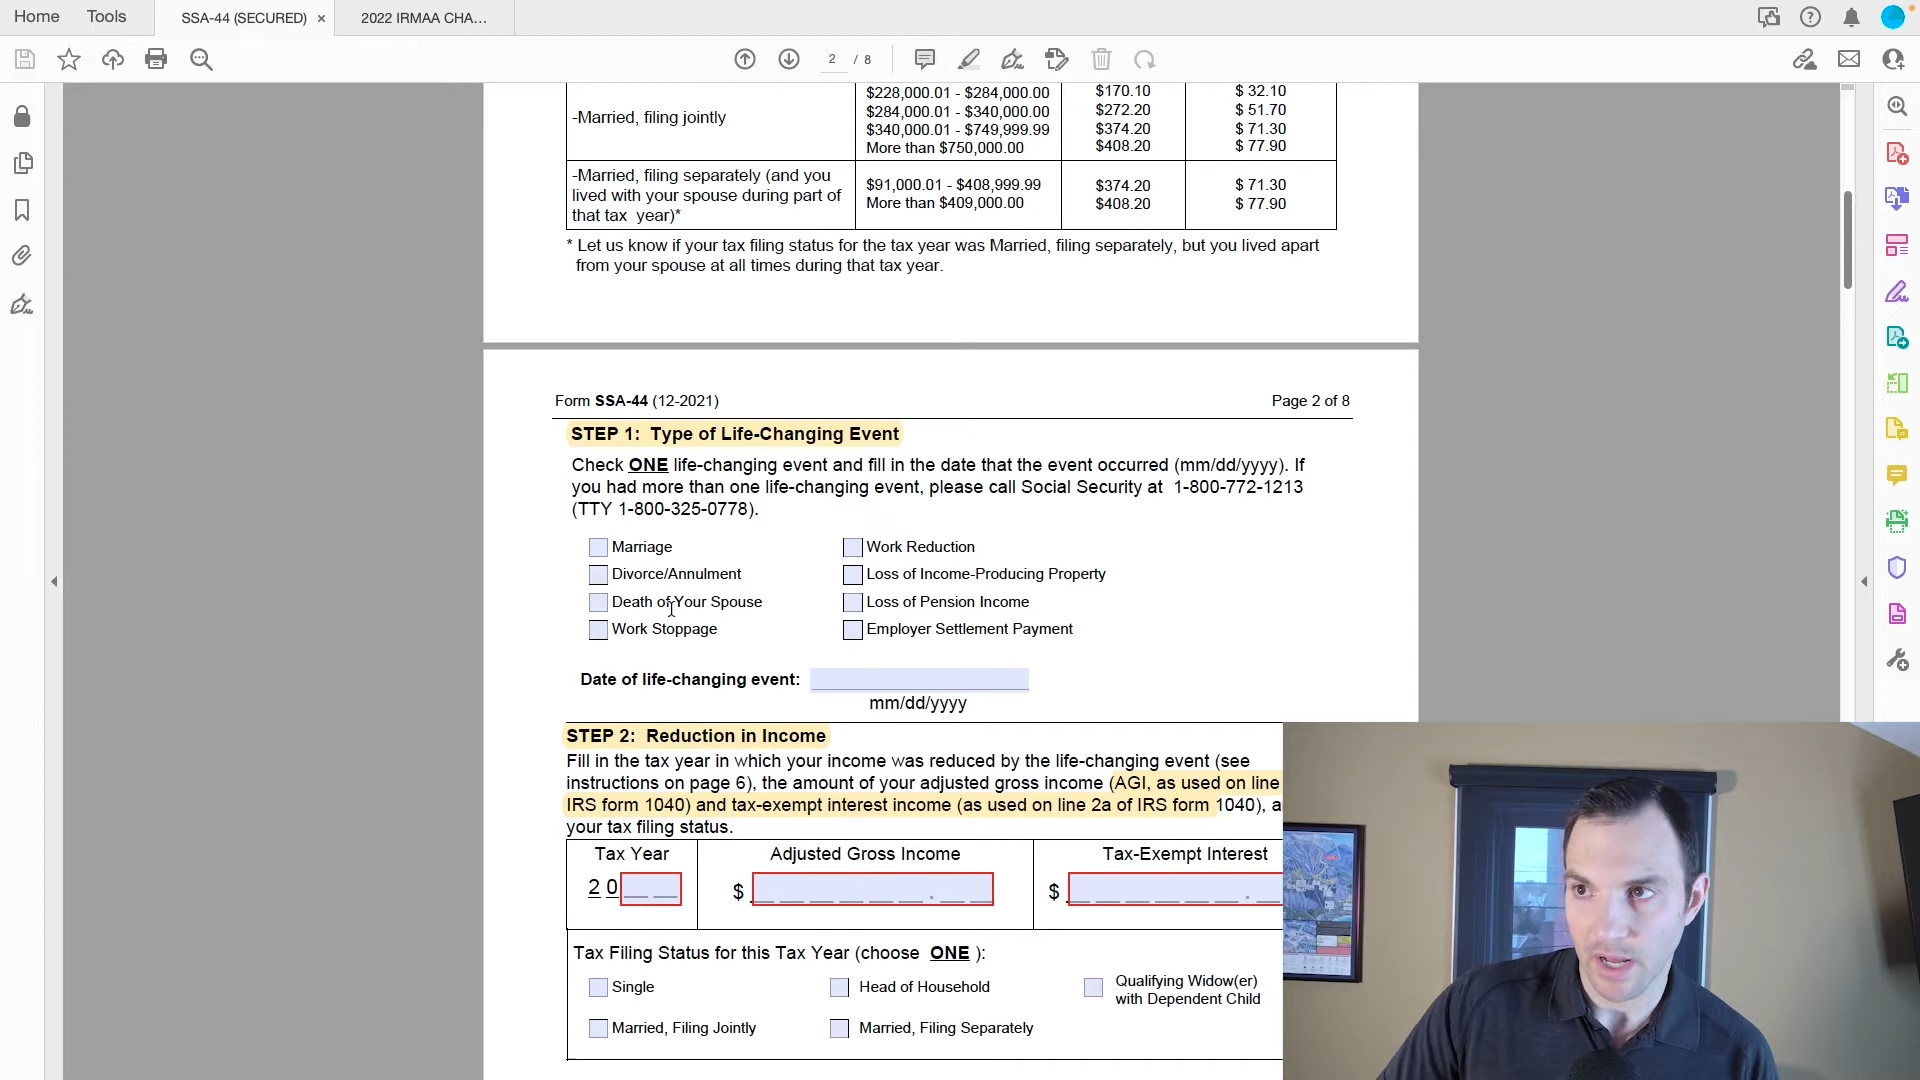 Home
Tools
SSA-44 (SECURED)
×
2022 IRMAA CHA...
2 / 8
-Married, filing jointly
$228,000.01 - $284,000.00
$170.10
$ 32.10
$284,000.01 - $340,000.00
$272.20
$ 51.70
$340,000.01 - $749,999.99
$374.20
$ 71.30
More than $750,000.00
$408.20
$ 77.90
-Married, filing separately (and you
lived with your spouse during part of
that tax year)*
$91,000.01 - $408,999.99
$374.20
$ 71.30
More than $409,000.00
$408.20
$ 77.90
* Let us know if your tax filing status for the tax year was Married, filing separately, but you lived apart
from your spouse at all times during that tax year.
Form SSA-44 (12-2021)
Page 2 of 8
STEP 1: Type of Life-Changing Event
Check ONE life-changing event and fill in the date that the event occurred (mm/dd/yyyy). If
you had more than one life-changing event, please call Social Security at 1-800-772-1213
(TTY 1-800-325-0778).
Marriage
Work Reduction
Divorce/Annulment
Loss of Income-Producing Property
Death of Your Spouse
Loss of Pension Income
Work Stoppage
Employer Settlement Payment
Date of life-changing event:
mm/dd/yyyy
STEP 2: Reduction in Income
Fill in the tax year in which your income was reduced by the life-changing event (see
instructions on page 6), the amount of your adjusted gross income (AGI, as used on line
IRS form 1040) and tax-exempt interest income (as used on line 2a of IRS form 1040), a
your tax filing status.
Tax Year
Adjusted Gross Income
Tax-Exempt Interest
2 0 _ _
$ _ _ _ _ _ _ . _ _
$ _ _ _ _ _ _ . _
Tax Filing Status for this Tax Year (choose ONE ):
Single
Head of Household
Qualifying Widow(er)
with Dependent Child
Married, Filing Jointly
Married, Filing Separately